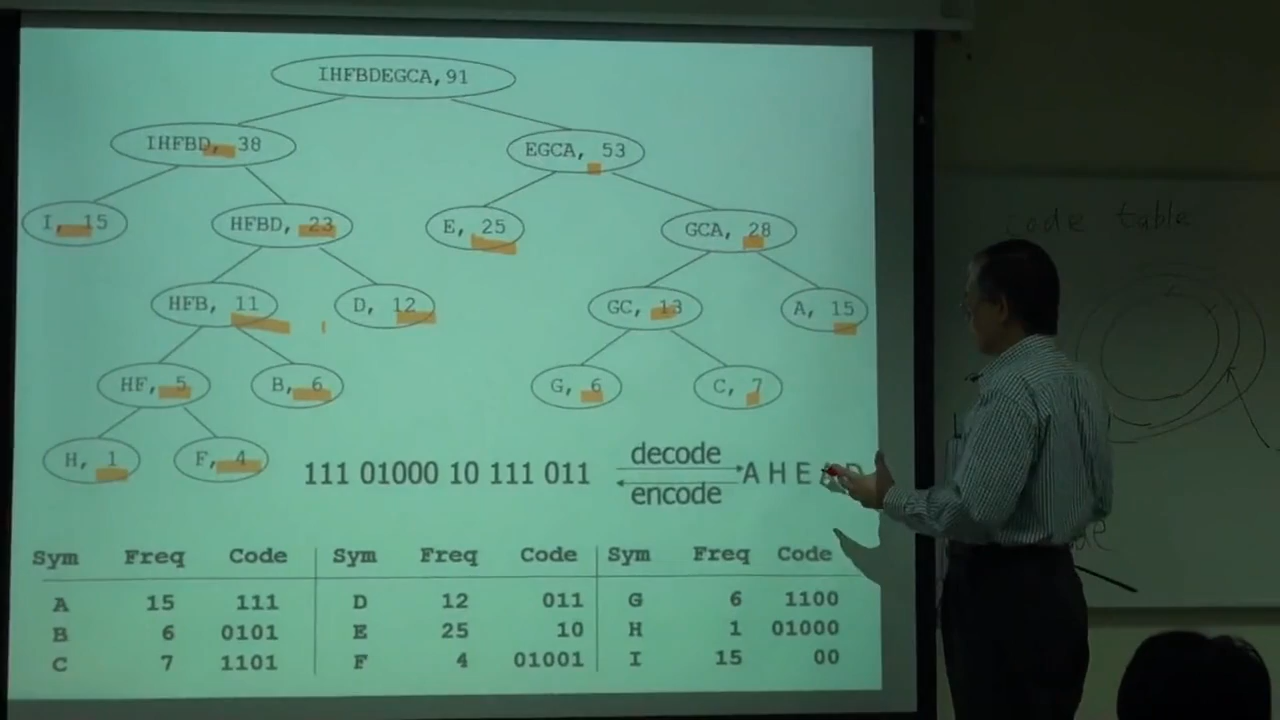 IHFBDEGCA, 91
IHFBD, 38
EGCA, 53
I, 15
HFBD, 23
E, 25
GCA, 28
HFB, 11
D, 12
GC, 13
A, 15
HF, 5
B, 6
G, 6
C, 7
H, 1
F, 4
111 01000 10 111 011
decode
encode
A H E A D
Sym Freq Code Sym Freq Code Sym Freq Code
A 15 111 D 12 011 G 6 1100
B 6 0101 E 25 10 H 1 01000
C 7 1101 F 4 01001 I 15 00
code table